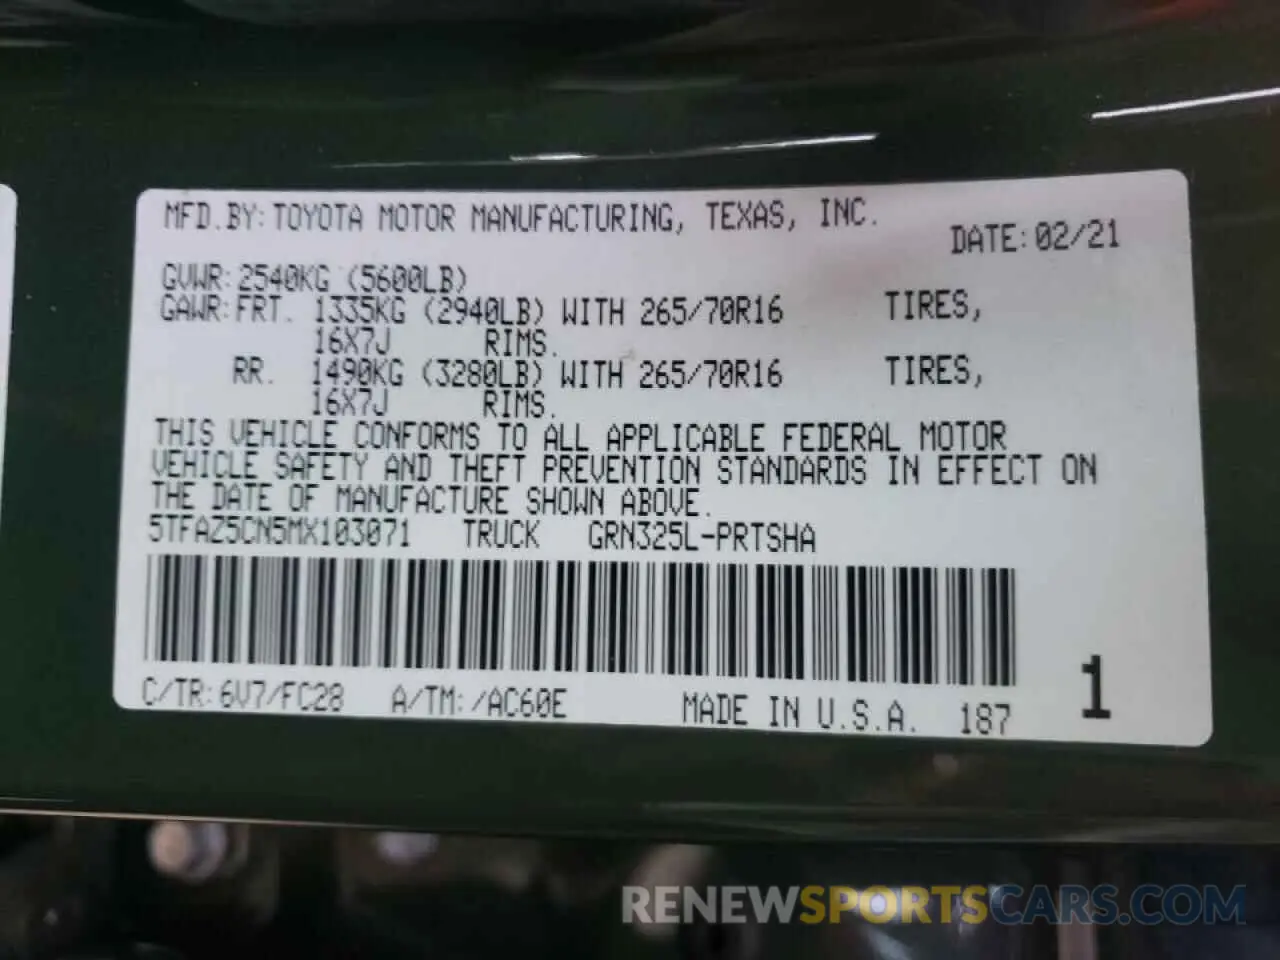 MFD.BY:TOYOTA MOTOR MANUFACTURING, TEXAS, INC.
DATE:02/21
GVWR:2540KG (5600LB)
GAWR:FRT. 1335KG (2940LB) WITH 265/70R16 TIRES,
16X7J RIMS.
RR. 1490KG (3280LB) WITH 265/70R16 TIRES,
16X7J RIMS.
THIS VEHICLE CONFORMS TO ALL APPLICABLE FEDERAL MOTOR
VEHICLE SAFETY AND THEFT PREVENTION STANDARDS IN EFFECT ON
THE DATE OF MANUFACTURE SHOWN ABOVE.
5TFAZ5CN5MX103071 TRUCK GRN325L-PRTSHA
C/TR:6V7/FC28 A/TM:/AC60E MADE IN U.S.A. 187 1
RENEWSPORTSCARS.COM